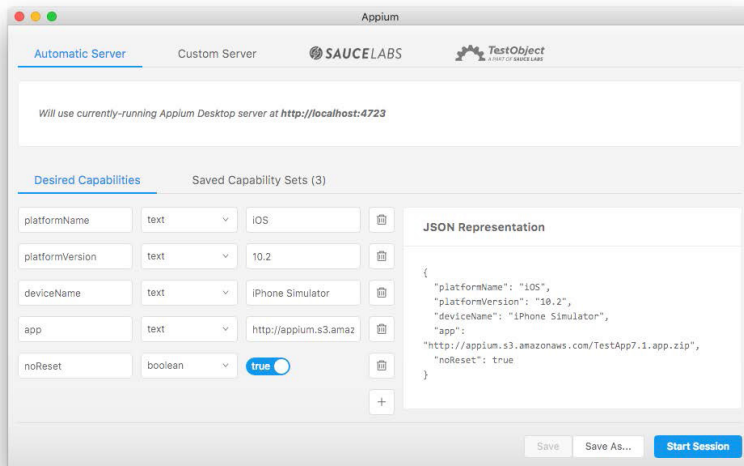 Appium
Automatic Server
Custom Server
SAUCELABS
TestObject
A PART OF SAUCE LABS
Will use currently-running Appium Desktop server at http://localhost:4723
Desired Capabilities
Saved Capability Sets (3)
platformName text iOS
platformVersion text 10.2
deviceName text iPhone Simulator
app text http://appium.s3.amaz
noReset boolean true
+
JSON Representation
{
"platformName": "iOS",
"platformVersion": "10.2",
"deviceName": "iPhone Simulator",
"app":
"http://appium.s3.amazonaws.com/TestApp7.1.app.zip",
"noReset": true
}
Save
Save As...
Start Session